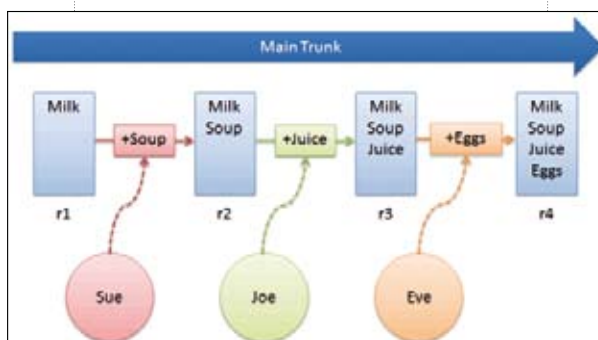 Main Trunk
Milk
+Soup
Milk
Soup
+Juice
Milk
Soup
Juice
+Eggs
Milk
Soup
Juice
Eggs
r1
r2
r3
r4
Sue
Joe
Eve